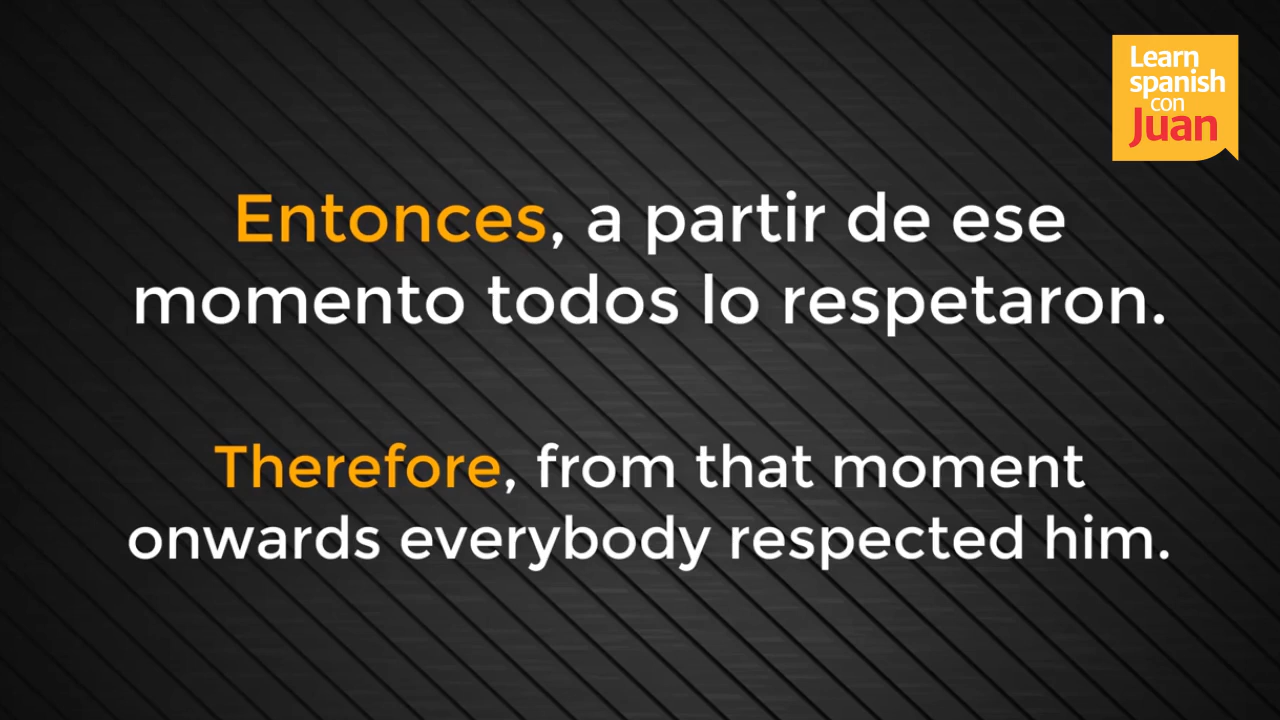 Learn
spanish
con
Juan
Entonces, a partir de ese
momento todos lo respetaron.
Therefore, from that moment
onwards everybody respected him.